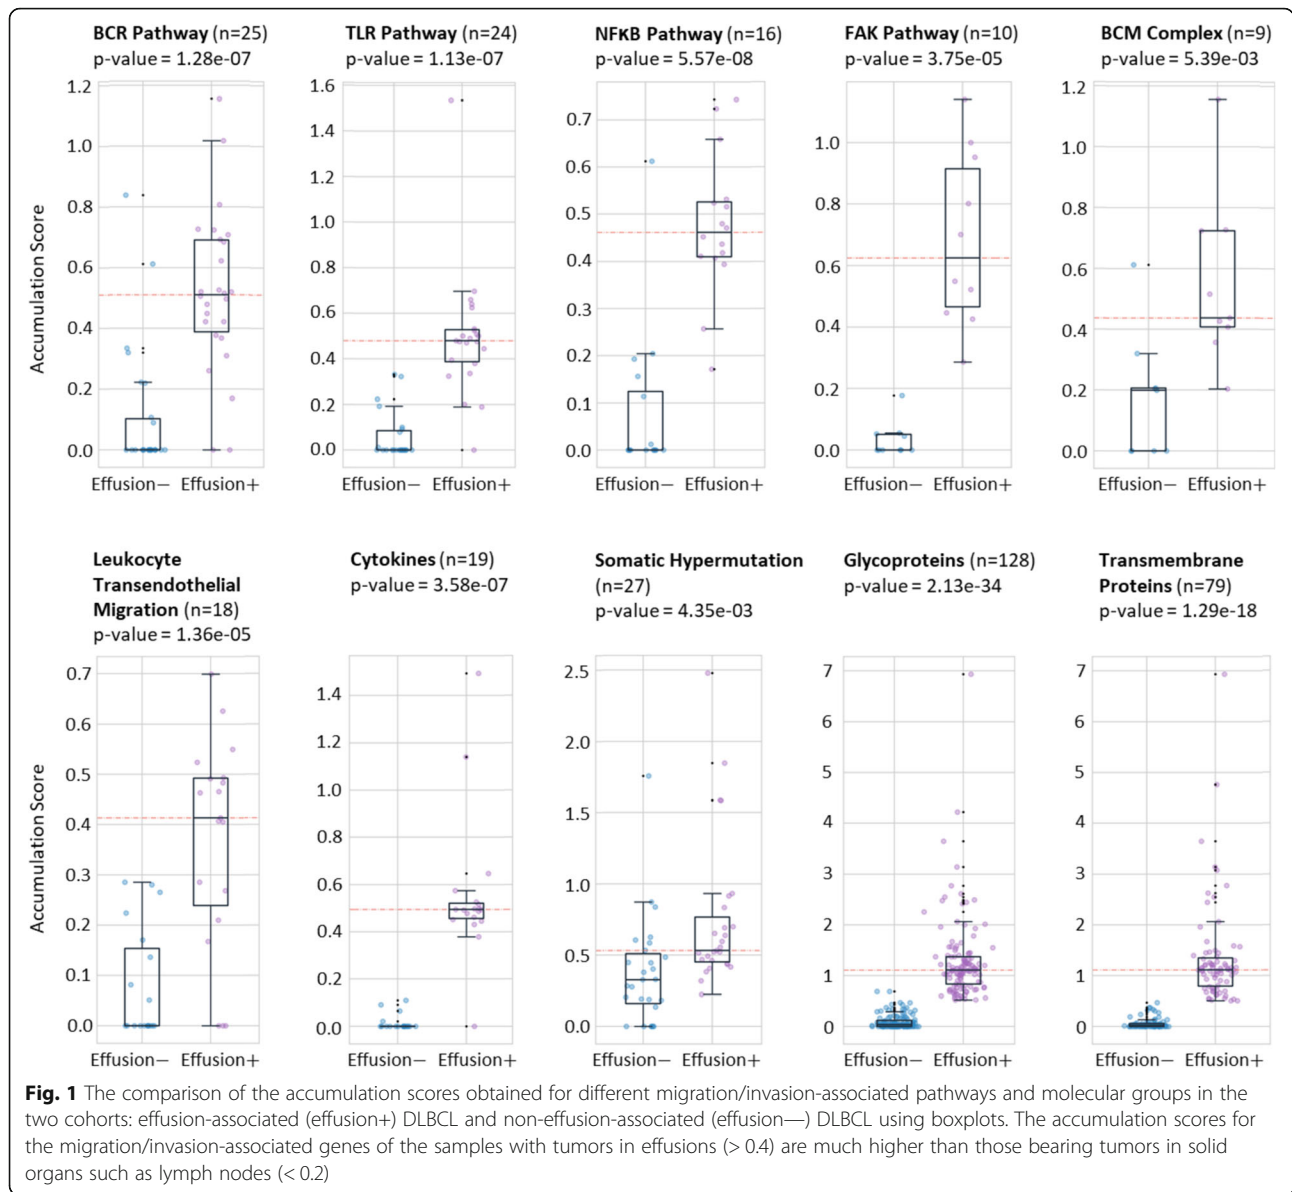 BCR Pathway (n=25)
p-value = 1.28e-07
TLR Pathway (n=24)
p-value = 1.13e-07
NFκB Pathway (n=16)
p-value = 5.57e-08
FAK Pathway (n=10)
p-value = 3.75e-05
BCM Complex (n=9)
p-value = 5.39e-03
Accumulation Score
1.2
1.0
0.8
0.6
0.4
0.2
0.0
Effusion− Effusion+
1.6
1.4
1.2
1.0
0.8
0.6
0.4
0.2
0.0
Effusion− Effusion+
0.7
0.6
0.5
0.4
0.3
0.2
0.1
0.0
Effusion− Effusion+
1.0
0.8
0.6
0.4
0.2
0.0
Effusion− Effusion+
1.2
1.0
0.8
0.6
0.4
0.2
0.0
Effusion− Effusion+
Leukocyte
Transendothelial
Migration (n=18)
p-value = 1.36e-05
Cytokines (n=19)
p-value = 3.58e-07
Somatic Hypermutation
(n=27)
p-value = 4.35e-03
Glycoproteins (n=128)
p-value = 2.13e-34
Transmembrane
Proteins (n=79)
p-value = 1.29e-18
Accumulation Score
0.7
0.6
0.5
0.4
0.3
0.2
0.1
0.0
Effusion− Effusion+
1.4
1.2
1.0
0.8
0.6
0.4
0.2
0.0
Effusion− Effusion+
2.5
2.0
1.5
1.0
0.5
0.0
Effusion− Effusion+
7
6
5
4
3
2
1
0
Effusion− Effusion+
7
6
5
4
3
2
1
0
Effusion− Effusion+
Fig. 1 The comparison of the accumulation scores obtained for different migration/invasion-associated pathways and molecular groups in the
two cohorts: effusion-associated (effusion+) DLBCL and non-effusion-associated (effusion—) DLBCL using boxplots. The accumulation scores for
the migration/invasion-associated genes of the samples with tumors in effusions (> 0.4) are much higher than those bearing tumors in solid
organs such as lymph nodes (< 0.2)